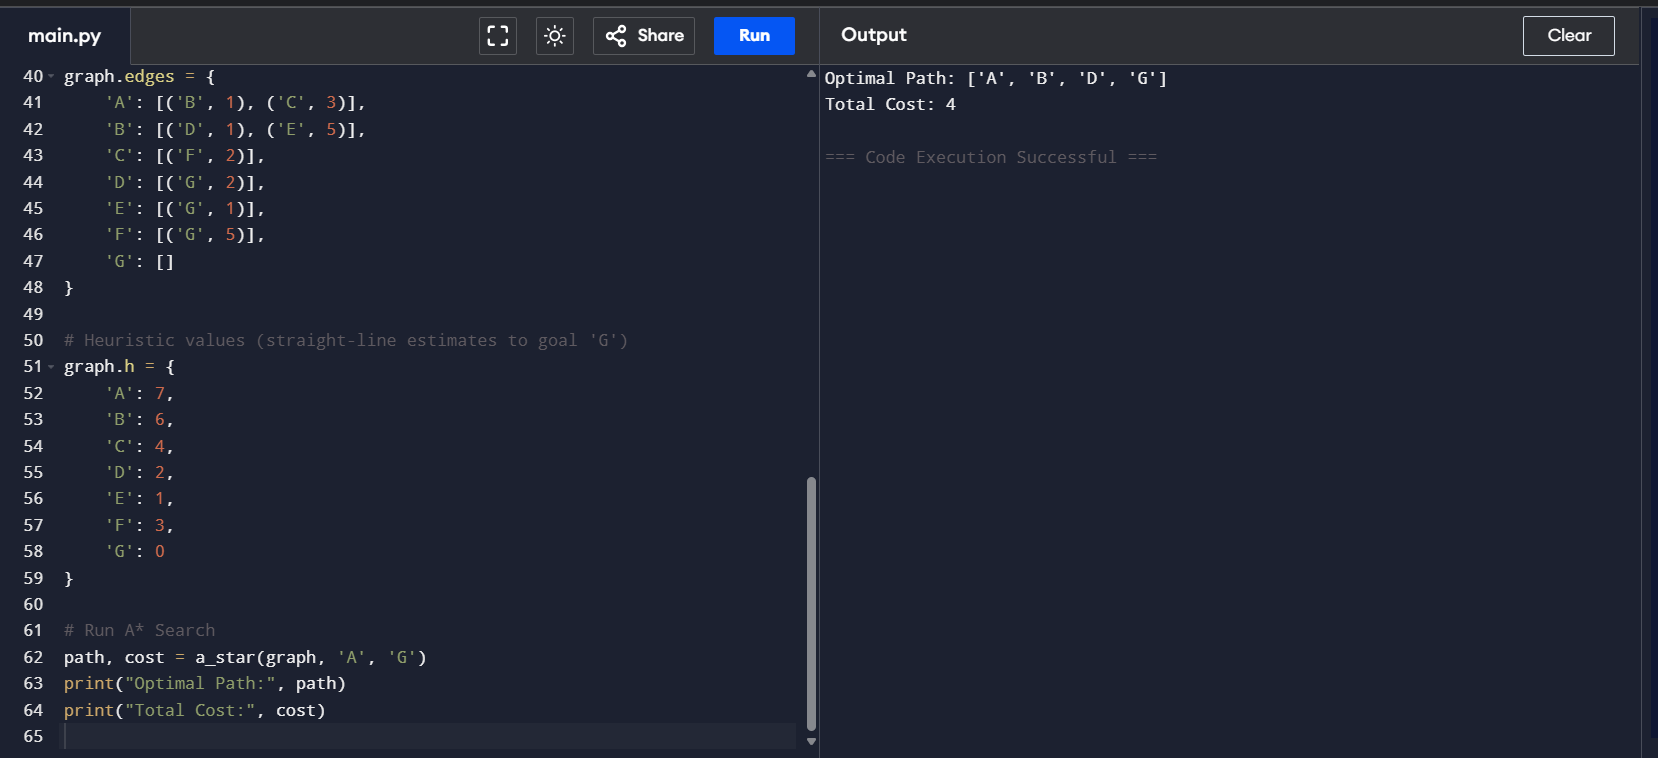 main.py
Share
Run
Output
Clear
40 graph.edges = {
41     'A': [('B', 1), ('C', 3)],
42     'B': [('D', 1), ('E', 5)],
43     'C': [('F', 2)],
44     'D': [('G', 2)],
45     'E': [('G', 1)],
46     'F': [('G', 5)],
47     'G': []
48 }
49
50 # Heuristic values (straight-line estimates to goal 'G')
51 graph.h = {
52     'A': 7,
53     'B': 6,
54     'C': 4,
55     'D': 2,
56     'E': 1,
57     'F': 3,
58     'G': 0
59 }
60
61 # Run A* Search
62 path, cost = a_star(graph, 'A', 'G')
63 print("Optimal Path:", path)
64 print("Total Cost:", cost)
65
Optimal Path: ['A', 'B', 'D', 'G']
Total Cost: 4
=== Code Execution Successful ===